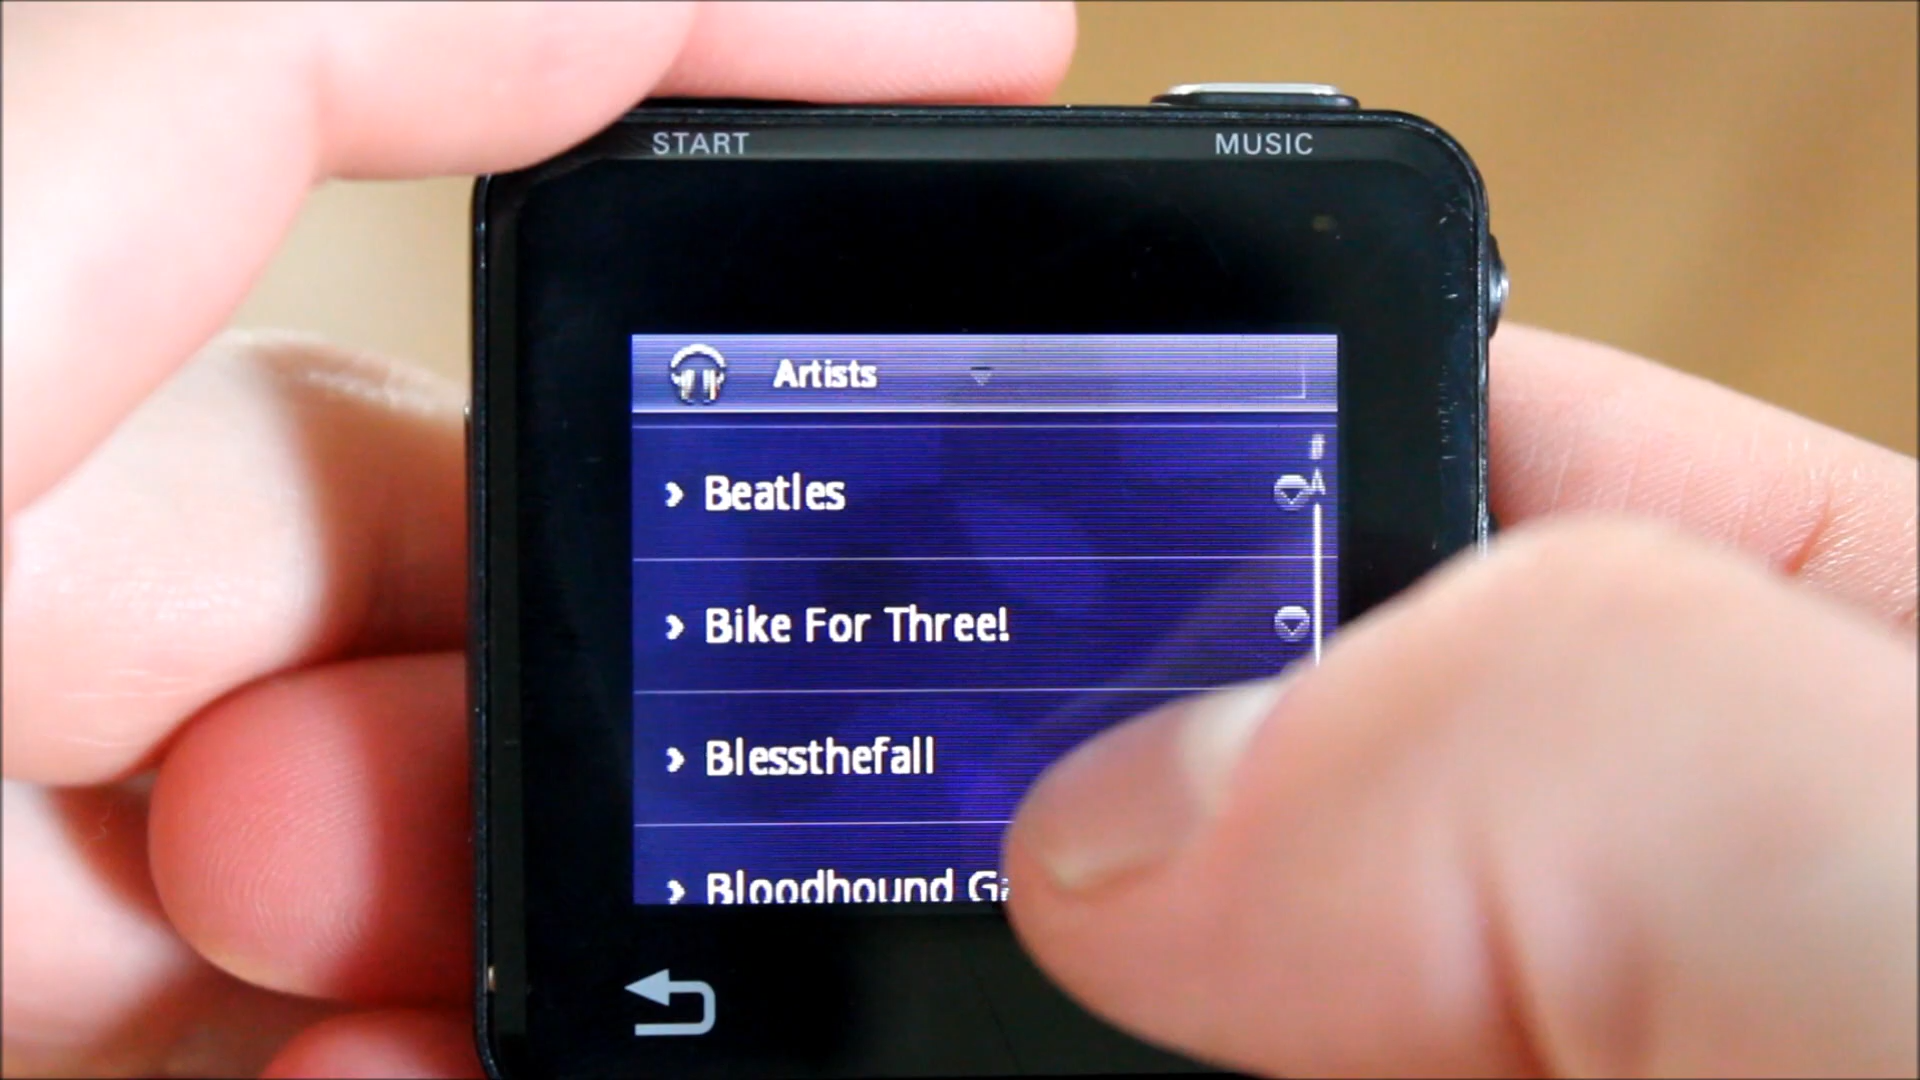 START MUSIC
Artists
#
Beatles
A
Bike For Three!
Blessthefall
Bloodhound